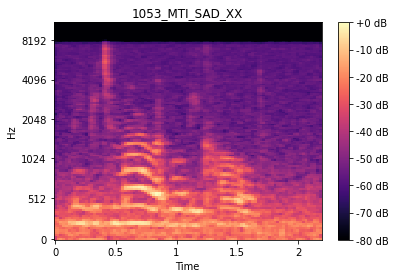 1053_MTI_SAD_XX
Hz
8192
4096
2048
1024
512
0
0
0.5
1
1.5
2
Time
+0 dB
-10 dB
-20 dB
-30 dB
-40 dB
-50 dB
-60 dB
-70 dB
-80 dB